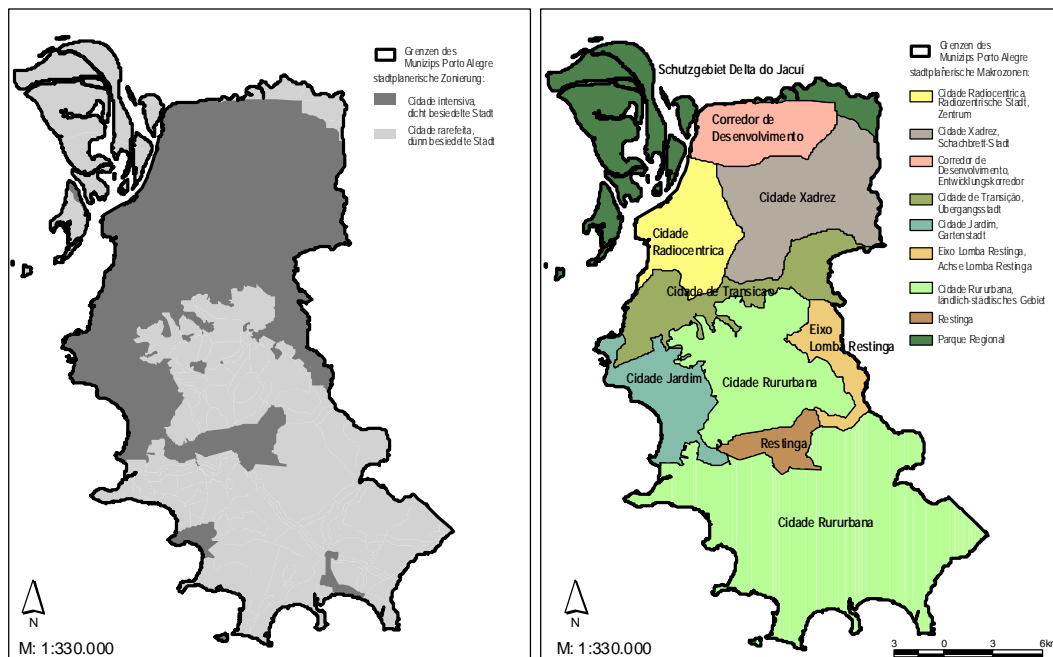 Grenzen des
Munizips Porto Alegre
stadtplanerische Zonierung:
Cidade intensiva,
dicht besiedelte Stadt
Cidade rarefeita,
dünn besiedelte Stadt
N
M: 1:330.000
Schutzgebiet Delta do Jacuí
Corredor de
Desenvolvimento
Cidade Xadrez
Cidade
Radiocentrica
Cidade de Transicao
Eixo
Lomba Restinga
Cidade Jardim
Cidade Rururbana
Restinga
Cidade Rururbana
Grenzen des
Munizips Porto Alegre
stadtplanerische Makrozonen:
Cidade Radiocentrica,
Radiozentrische Stadt,
Zentrum
Cidade Xadrez,
Schachbrett-Stadt
Corredor de
Desenvolvimento,
Entwicklungskorredor
Cidade de Transição,
Übergangsstadt
Cidade Jardim,
Gartenstadt
Eixo Lomba Restinga,
Achse Lomba Restinga
Cidade Rururbana,
ländlich-städtisches Gebiet
Restinga
Parque Regional
N
M: 1:330.000
3 0 3 6km